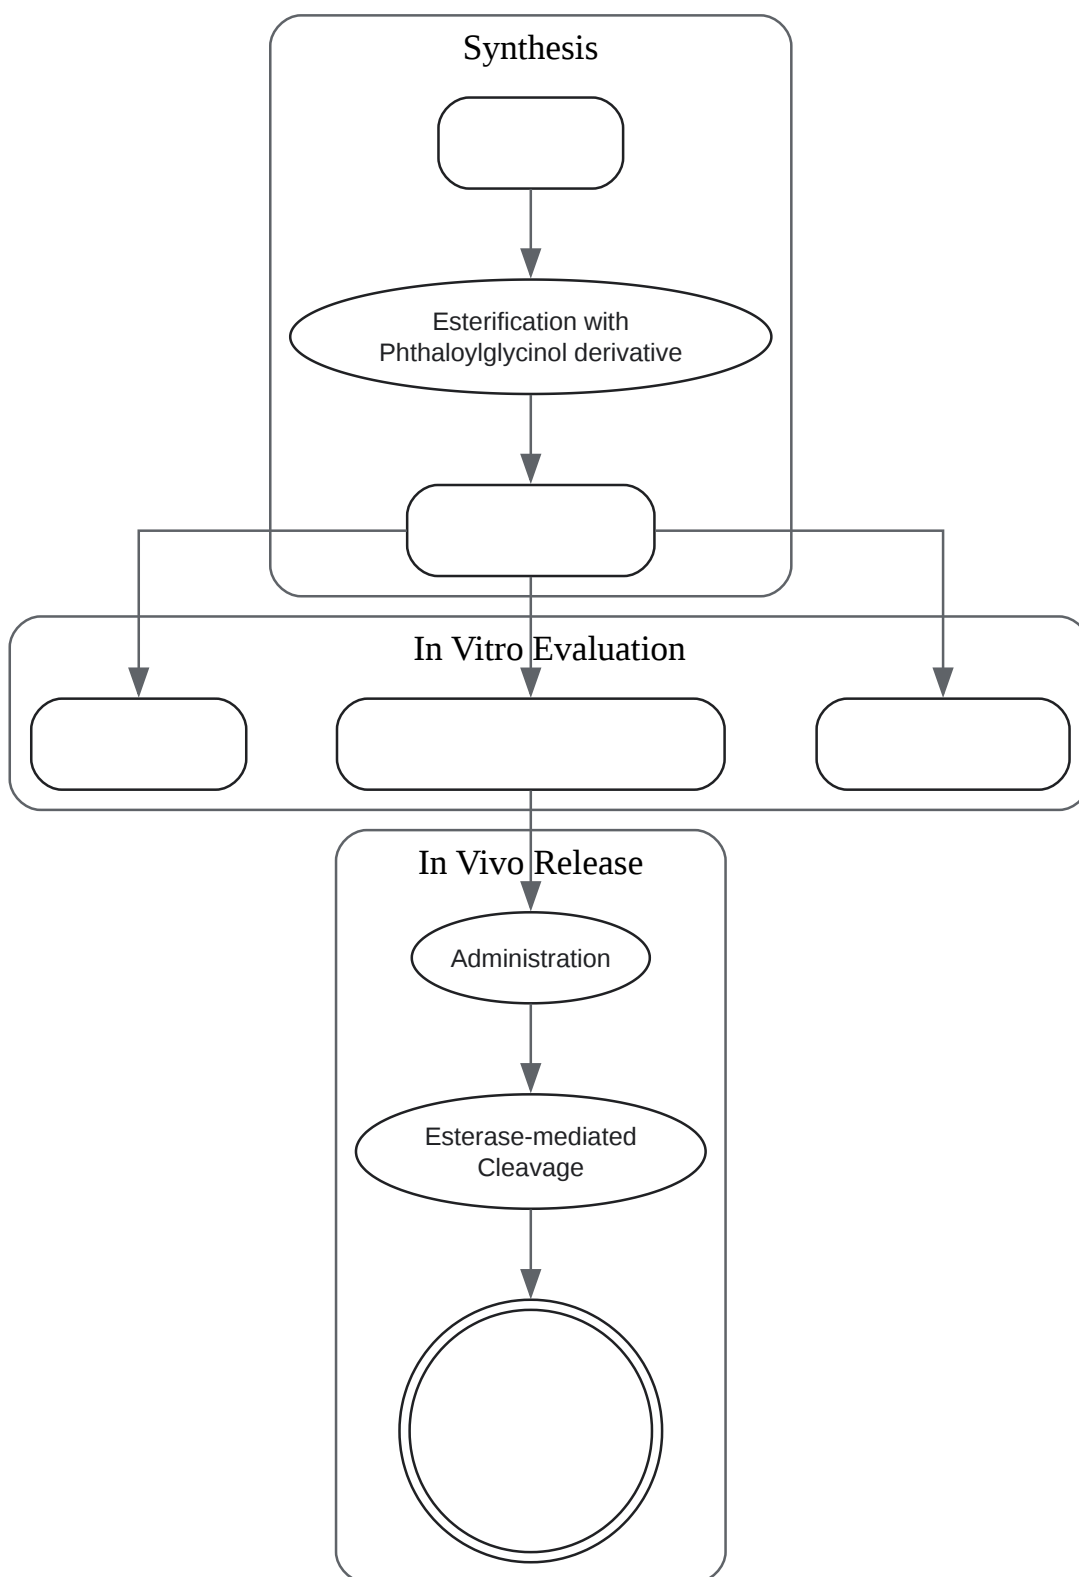 Synthesis
Esterification with
Phthaloylglycinol derivative
In Vitro Evaluation
In Vivo Release
Administration
Esterase-mediated
Cleavage